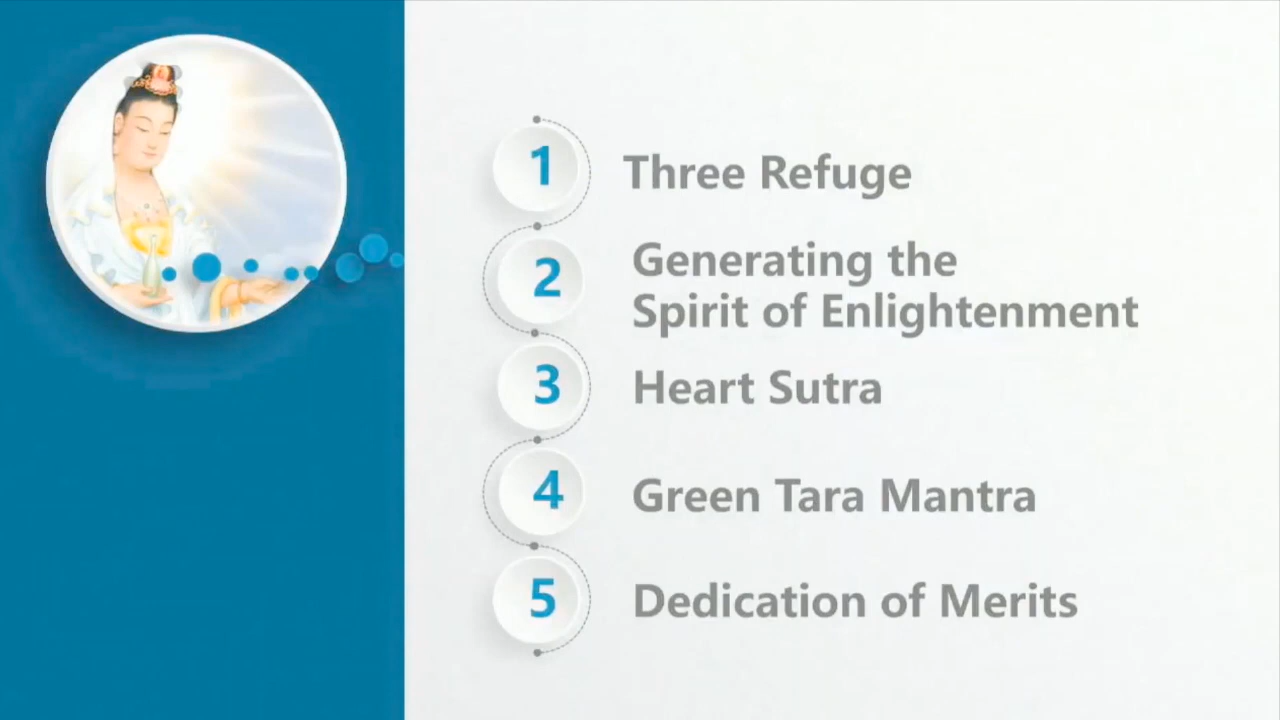 1 Three Refuge
2 Generating the
Spirit of Enlightenment
3 Heart Sutra
4 Green Tara Mantra
5 Dedication of Merits